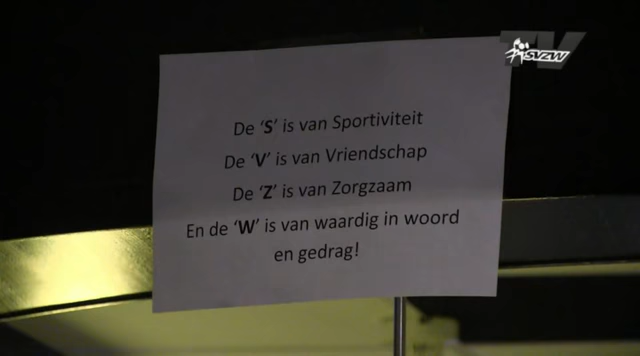 TV
SVZW
De ‘S’ is van Sportiviteit
De ‘V’ is van Vriendschap
De ‘Z’ is van Zorgzaam
En de ‘W’ is van waardig in woord
en gedrag!